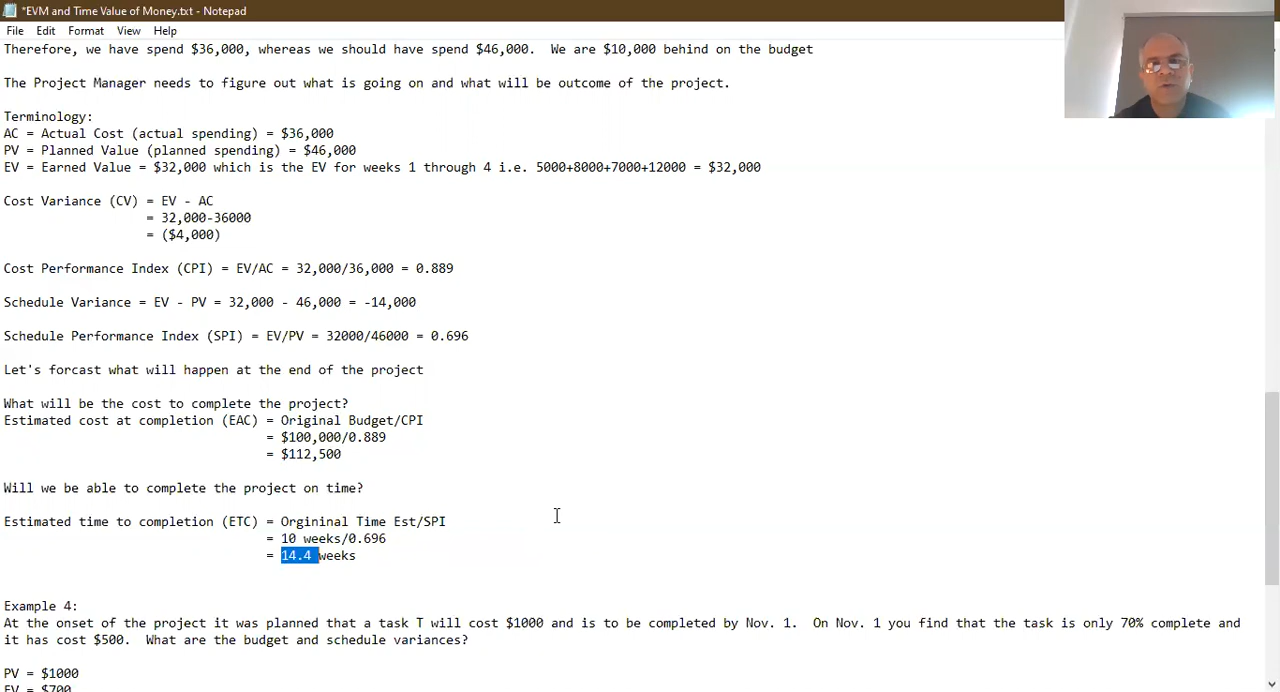 *EVM and Time Value of Money.txt - Notepad
File Edit Format View Help
Therefore, we have spend $36,000, whereas we should have spend $46,000.  We are $10,000 behind on the budget
The Project Manager needs to figure out what is going on and what will be outcome of the project.
Terminology:
AC = Actual Cost (actual spending) = $36,000
PV = Planned Value (planned spending) = $46,000
EV = Earned Value = $32,000 which is the EV for weeks 1 through 4 i.e. 5000+8000+7000+12000 = $32,000
Cost Variance (CV) = EV - AC
= 32,000-36000
= ($4,000)
Cost Performance Index (CPI) = EV/AC = 32,000/36,000 = 0.889
Schedule Variance = EV - PV = 32,000 - 46,000 = -14,000
Schedule Performance Index (SPI) = EV/PV = 32000/46000 = 0.696
Let's forcast what will happen at the end of the project
What will be the cost to complete the project?
Estimated cost at completion (EAC) = Original Budget/CPI
= $100,000/0.889
= $112,500
Will we be able to complete the project on time?
Estimated time to completion (ETC) = Orgininal Time Est/SPI
= 10 weeks/0.696
= 14.4 weeks
Example 4:
At the onset of the project it was planned that a task T will cost $1000 and is to be completed by Nov. 1.  On Nov. 1 you find that the task is only 70% complete and
it has cost $500.  What are the budget and schedule variances?
PV = $1000
EV = $700